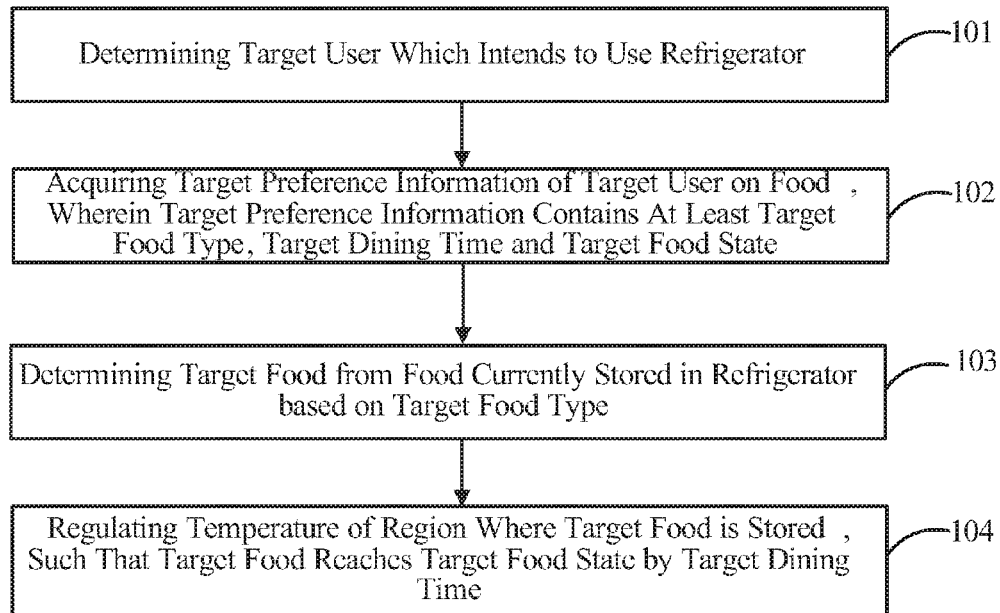 Determining Target User Which Intends to Use Refrigerator
101
Acquiring Target Preference Information of Target User on Food ,
Wherein Target Preference Information Contains At Least Target
Food Type, Target Dining Time and Target Food State
102
Determining Target Food from Food Currently Stored in Refrigerator
based on Target Food Type
103
Regulating Temperature of Region Where Target Food is Stored ,
Such That Target Food Reaches Target Food State by Target Dining
Time
104